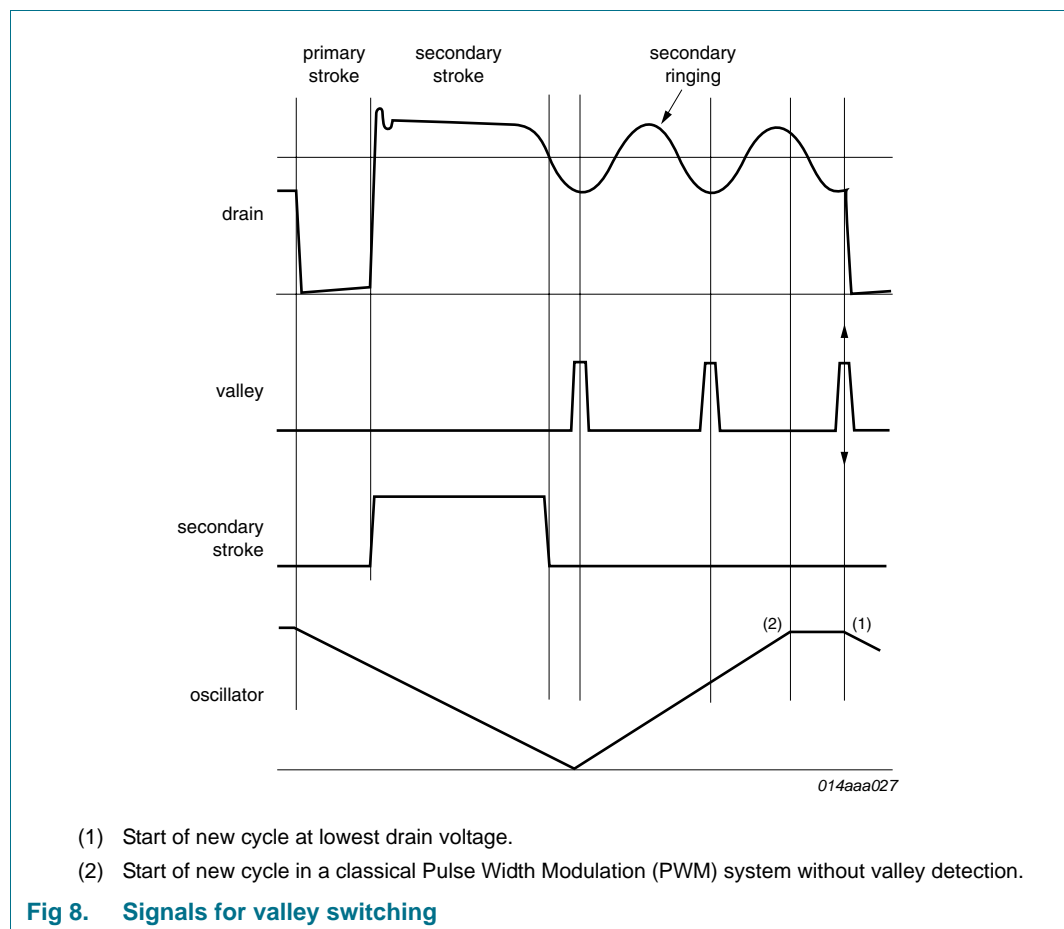 primary
stroke
secondary
stroke
secondary
ringing
drain
valley
secondary
stroke
(2)
(1)
oscillator
014aaa027
(1) Start of new cycle at lowest drain voltage.
(2) Start of new cycle in a classical Pulse Width Modulation (PWM) system without valley detection.
Fig 8. Signals for valley switching